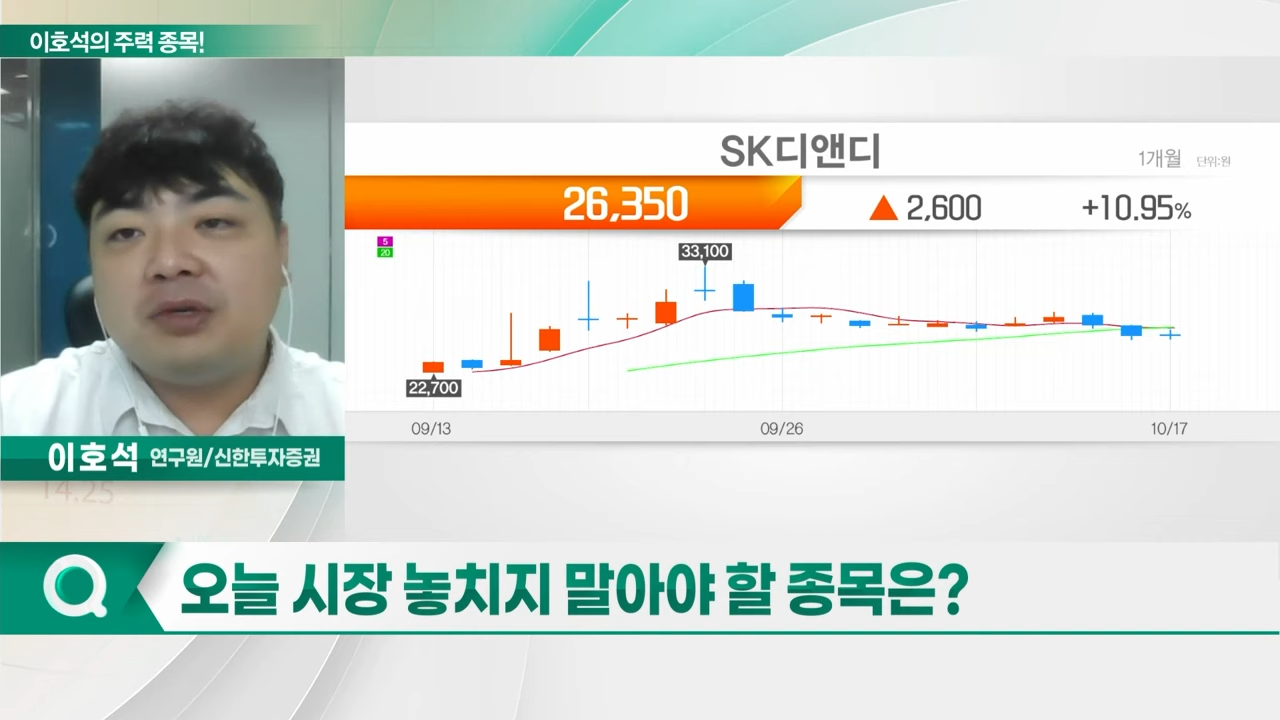 이호석의 주력 종목!
SK디앤디
1개월 단위:원
26,350 ▲ 2,600 +10.95%
5
20
33,100
22,700
09/13 09/26 10/17
이호석 연구원/신한투자증권
14.25
오늘 시장 놓치지 말아야 할 종목은?